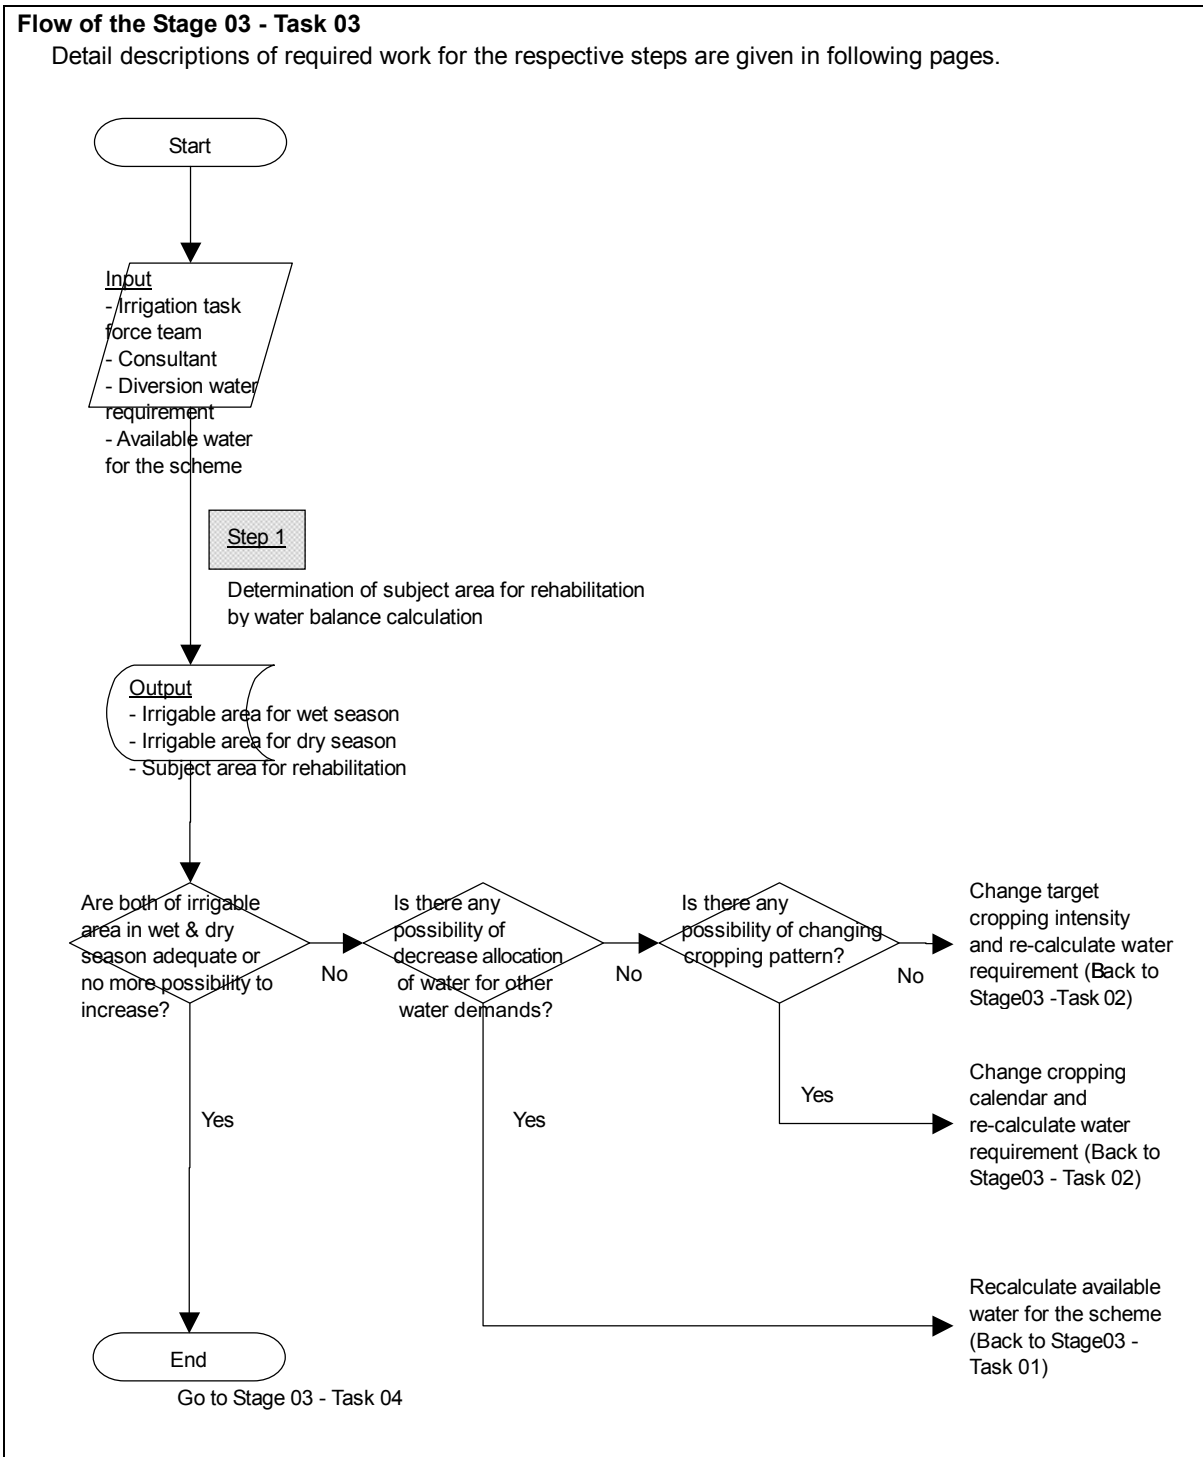 Flow of the Stage 03 - Task 03
Detail descriptions of required work for the respective steps are given in following pages.
Start
Input
- Irrigation task
force team
- Consultant
- Diversion water
requirement
- Available water
for the scheme
Step 1
Determination of subject area for rehabilitation
by water balance calculation
Output
- Irrigable area for wet season
- Irrigable area for dry season
- Subject area for rehabilitation
Are both of irrigable
area in wet & dry
season adequate or
no more possibility to
increase?
No
Is there any
possibility of
decrease allocation
of water for other
water demands?
No
Is there any
possibility of changing
cropping pattern?
No
Change target
cropping intensity
and re-calculate water
requirement (Back to
Stage03 -Task 02)
Yes
Change cropping
calendar and
re-calculate water
requirement (Back to
Stage03 - Task 02)
Yes
Yes
Recalculate available
water for the scheme
(Back to Stage03 -
Task 01)
End
Go to Stage 03 - Task 04